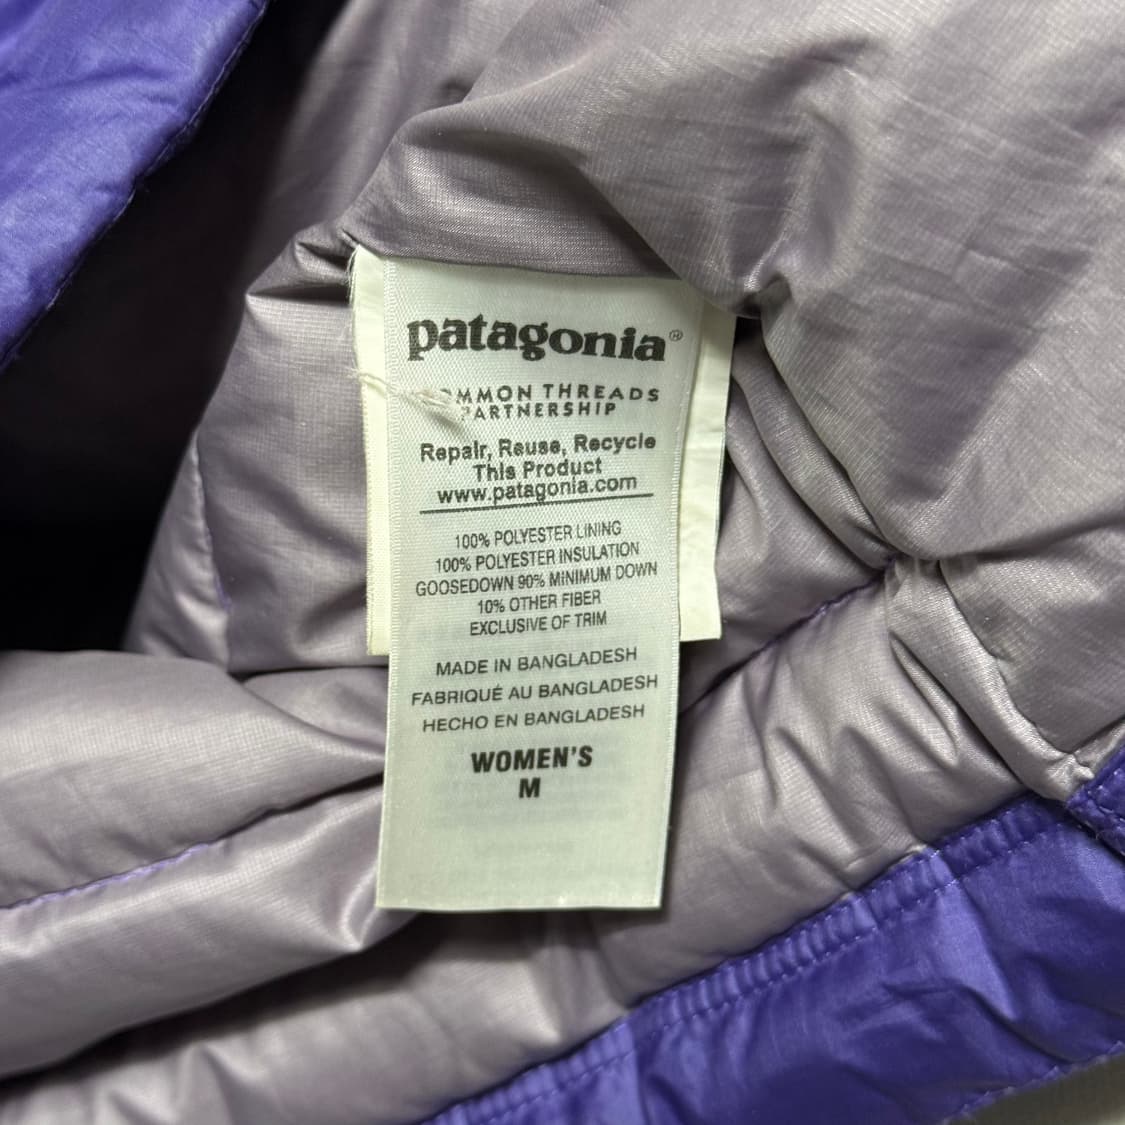 patagonia®
COMMON THREADS
PARTNERSHIP
Repair, Reuse, Recycle
This Product
www.patagonia.com
100% POLYESTER LINING
100% POLYESTER INSULATION
GOOSEDOWN 90% MINIMUM DOWN
10% OTHER FIBER
EXCLUSIVE OF TRIM
MADE IN BANGLADESH
FABRIQUÉ AU BANGLADESH
HECHO EN BANGLADESH
WOMEN'S
M